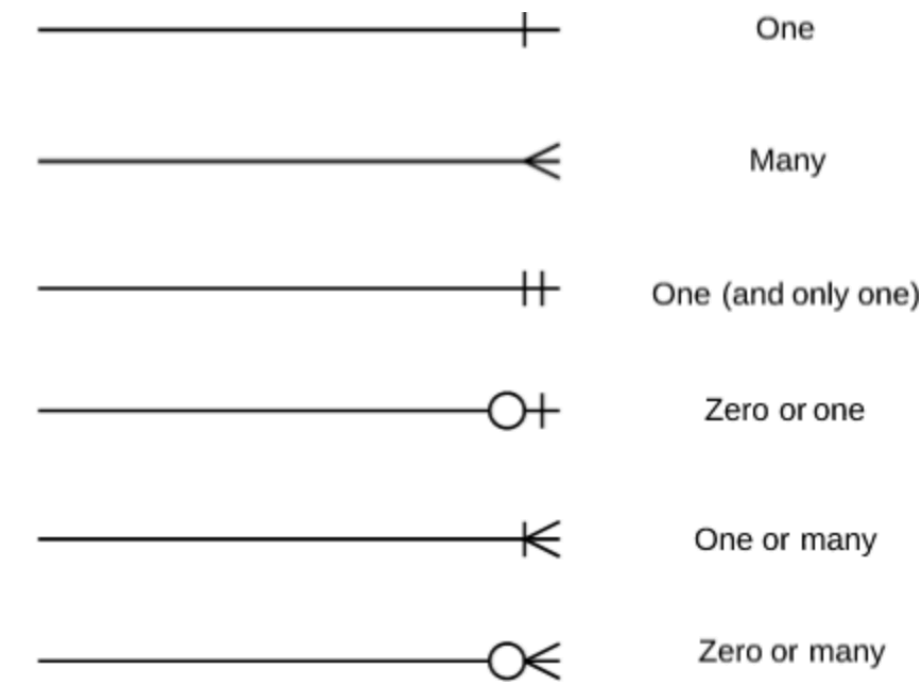 One
Many
One (and only one)
Zero or one
One or many
Zero or many